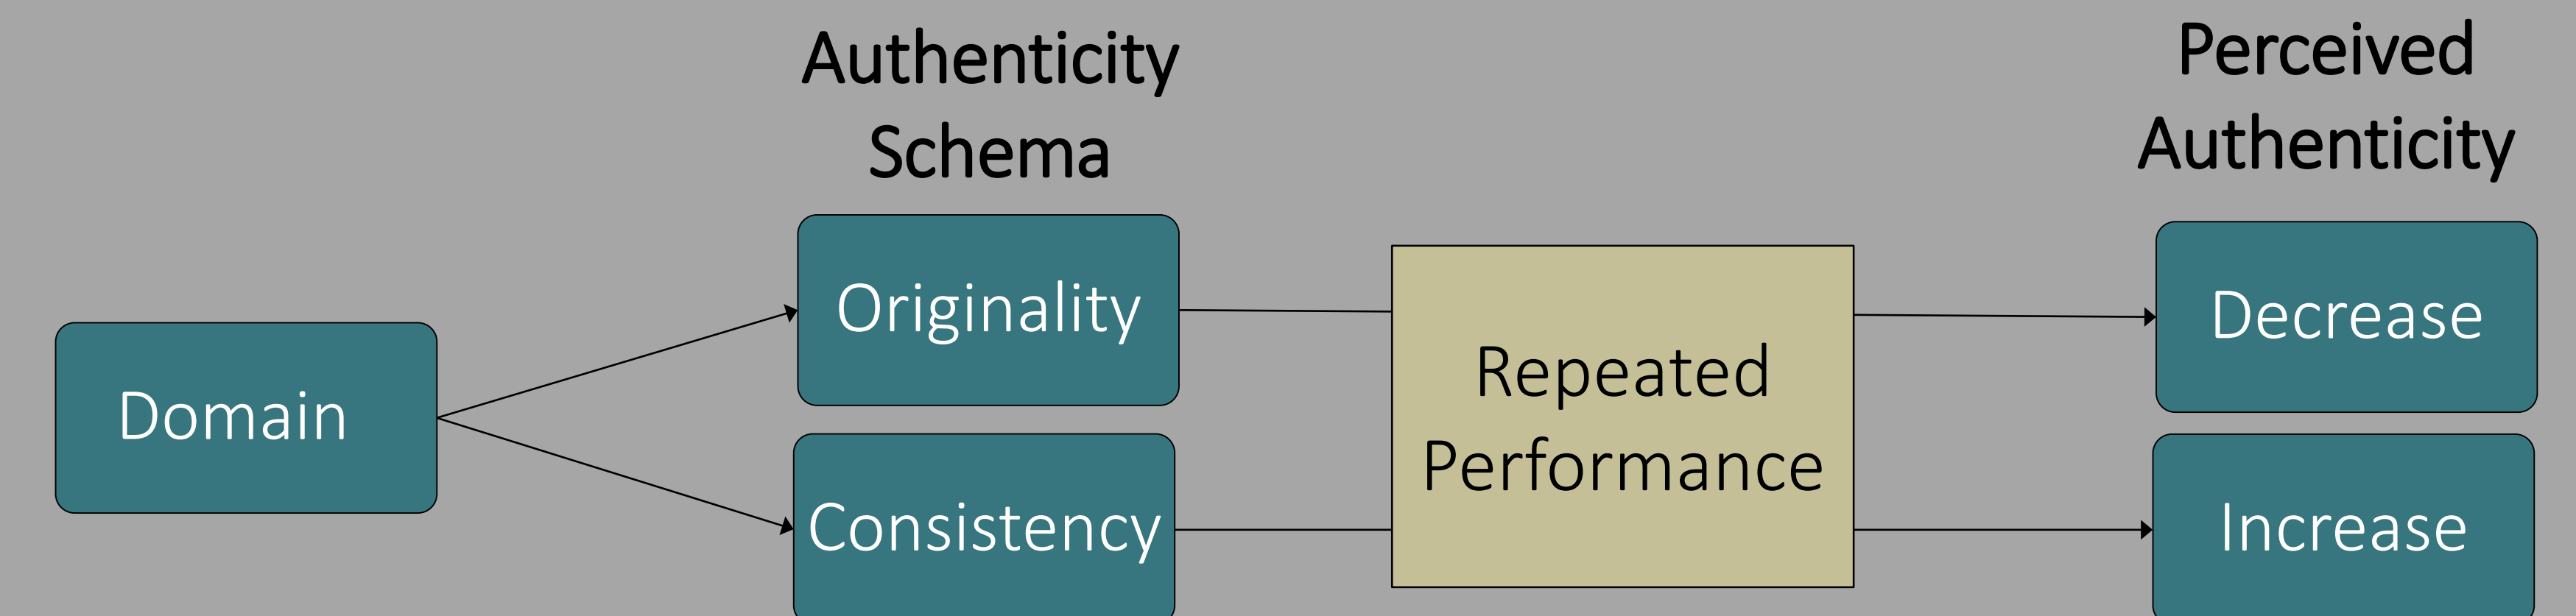 Authenticity
Schema
Perceived
Authenticity
Domain
Originality
Consistency
Repeated
Performance
Decrease
Increase